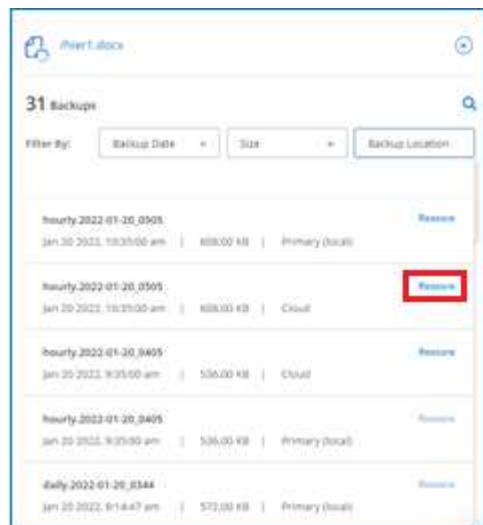 31 Backups
Filter By: Backup Date Size Backup Location
hourly.2022-01-20_0505 Restore
Jan 20 2022, 10:35:00 am | 608.00 KB | Primary (local)
hourly.2022-01-20_0505 Restore
Jan 20 2022, 10:35:00 am | 608.00 KB | Cloud
hourly.2022-01-20_0405 Restore
Jan 20 2022, 9:35:00 am | 536.00 KB | Cloud
hourly.2022-01-20_0405 Restore
Jan 20 2022, 9:35:00 am | 536.00 KB | Primary (local)
daily.2022-01-20_0344 Restore
Jan 20 2022, 9:14:47 am | 572.00 KB | Primary (local)